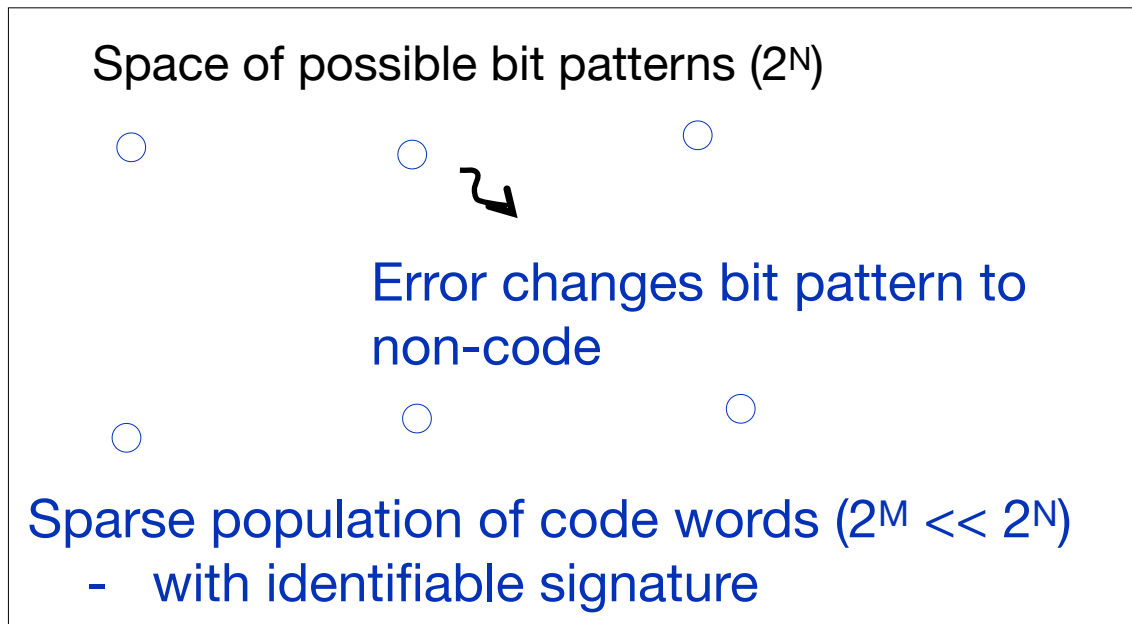 Space of possible bit patterns (2ᴺ)
Error changes bit pattern to
non-code
Sparse population of code words (2ᴹ << 2ᴺ)
- with identifiable signature